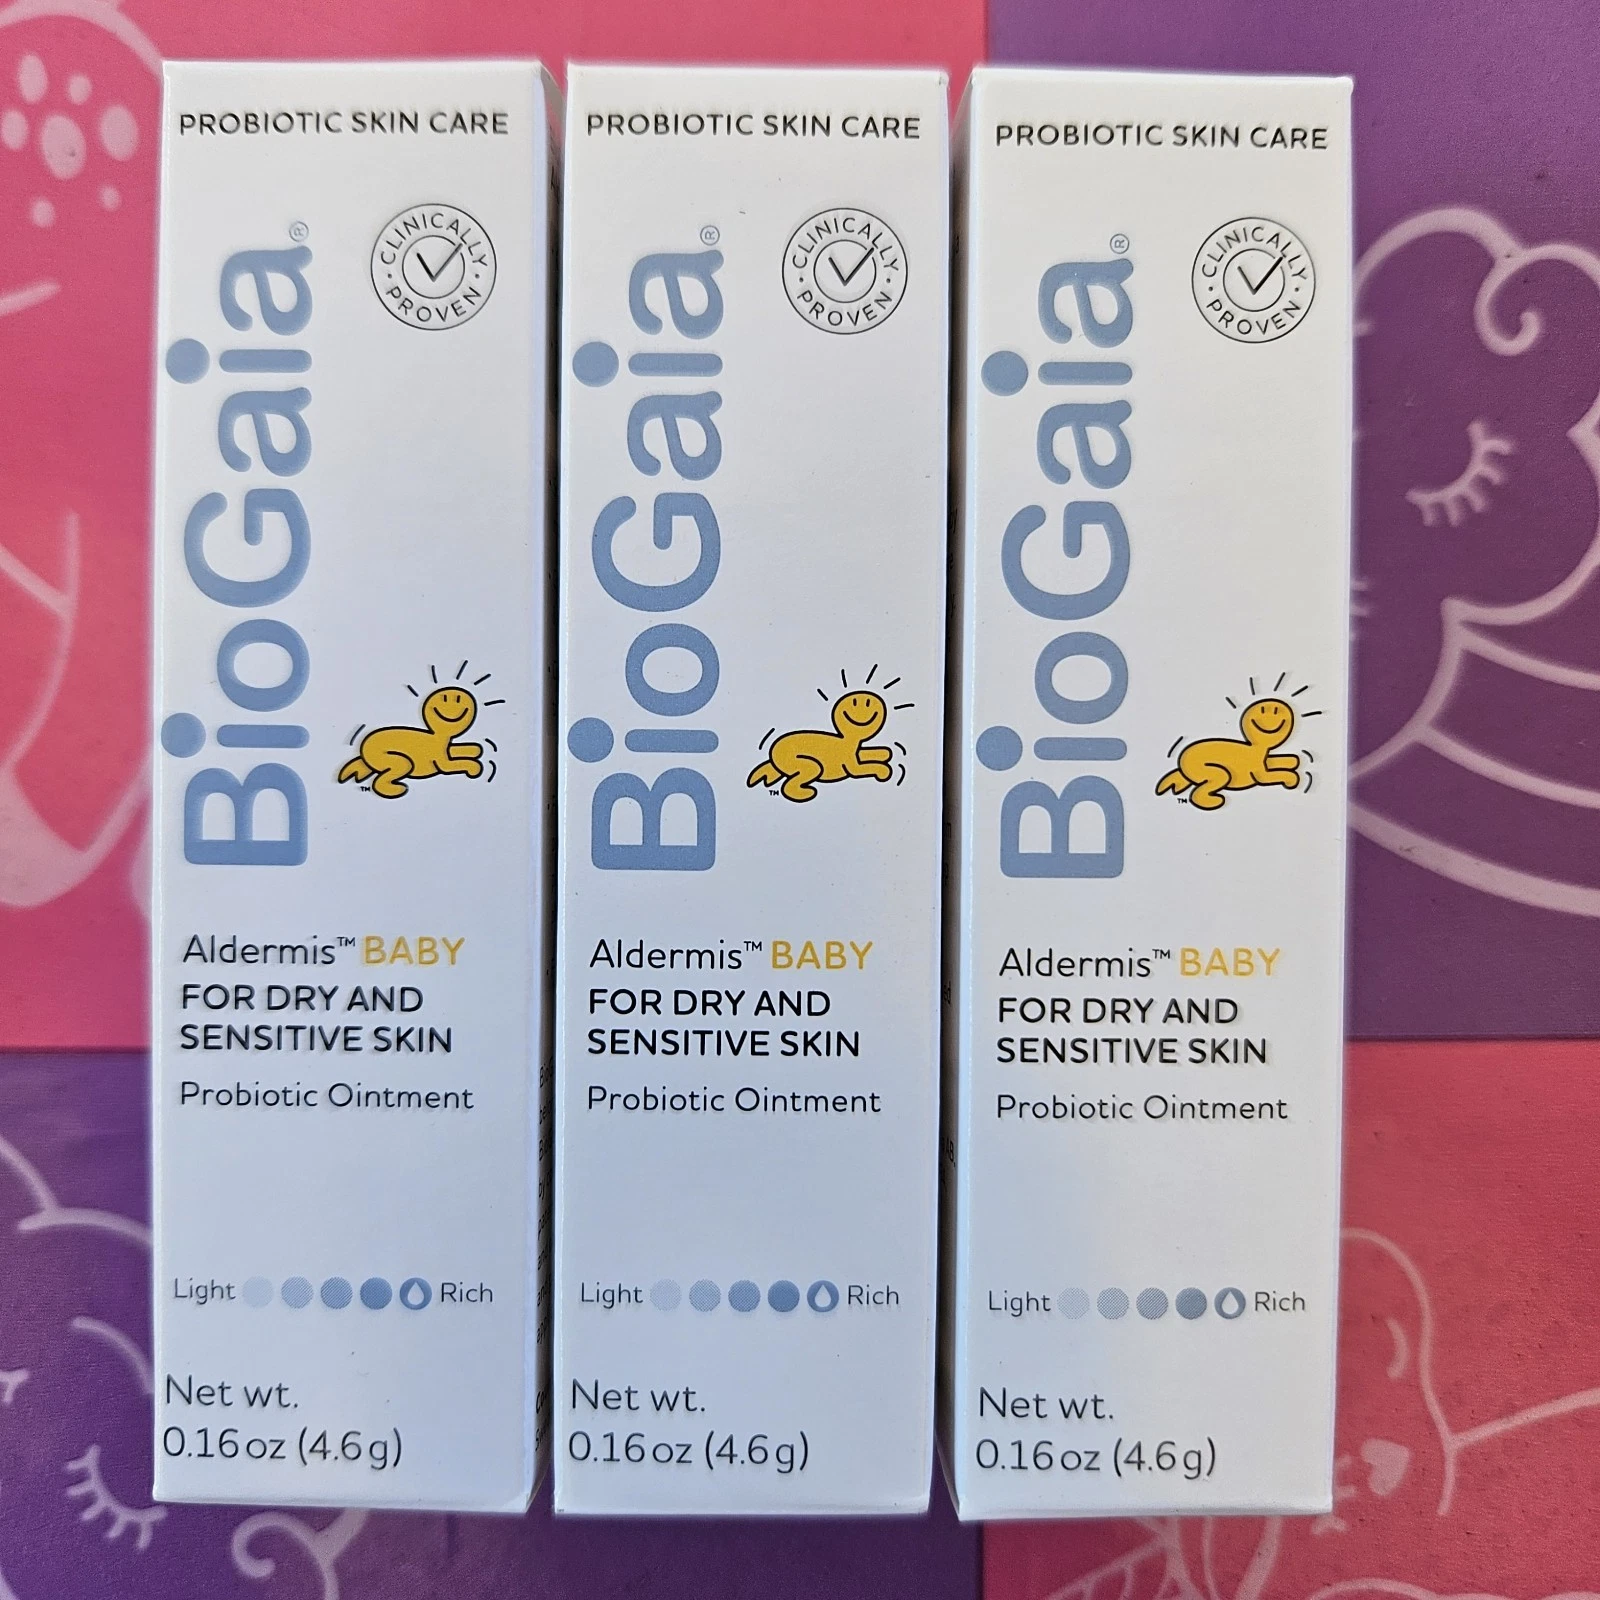 PROBIOTIC SKIN CARE
CLINICALLY PROVEN
BioGaia®
™
Aldermis™ BABY
FOR DRY AND
SENSITIVE SKIN
Probiotic Ointment
Light Rich
Net wt.
0.16 oz (4.6 g)
PROBIOTIC SKIN CARE
CLINICALLY PROVEN
BioGaia®
™
Aldermis™ BABY
FOR DRY AND
SENSITIVE SKIN
Probiotic Ointment
Light Rich
Net wt.
0.16 oz (4.6 g)
PROBIOTIC SKIN CARE
CLINICALLY PROVEN
BioGaia®
™
Aldermis™ BABY
FOR DRY AND
SENSITIVE SKIN
Probiotic Ointment
Light Rich
Net wt.
0.16 oz (4.6 g)